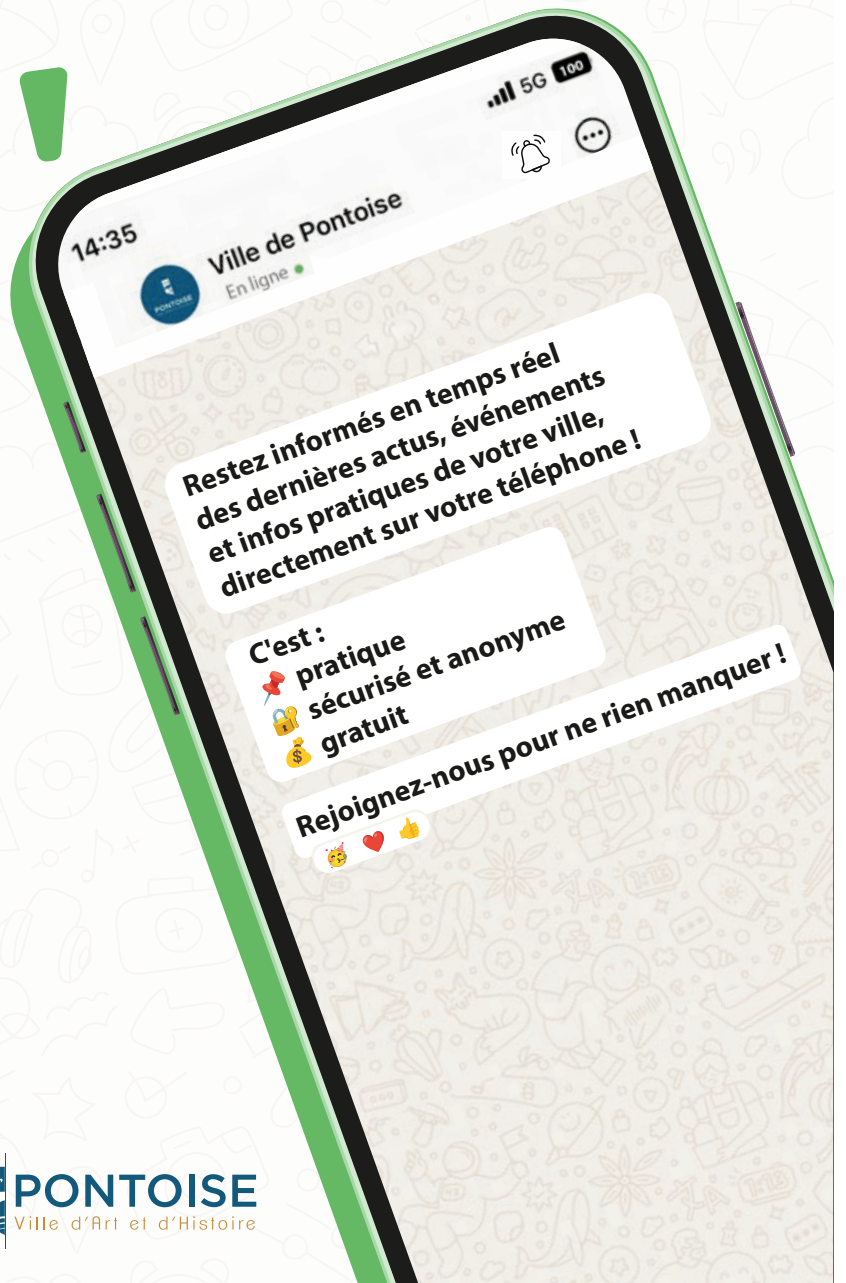 14:35
5G 100
Ville de Pontoise
En ligne
PONTOISE
Restez informés en temps réel
des dernières actus, événements
et infos pratiques de votre ville,
directement sur votre téléphone !
C'est :
📌 pratique
🔐 sécurisé et anonyme
💰 gratuit
Rejoignez-nous pour ne rien manquer !
🥳 ❤️ 👍
PONTOISE
Ville d'Art et d'Histoire